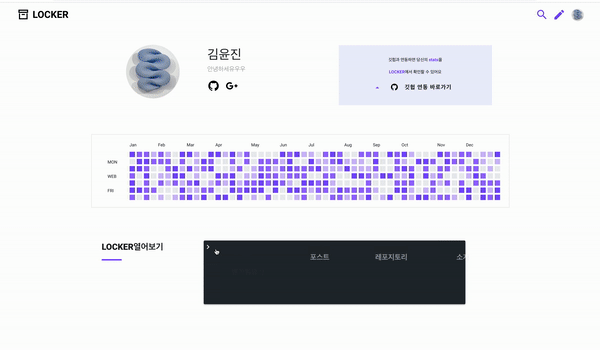 LOCKER
김윤진
안녕하세유우우
깃헙과 연동하면 당신의 stats를
LOCKER에서 확인할 수 있어요
깃헙 연동 바로가기
Jan Feb Mar Apr May Jun Jul Aug Sep Oct Nov Dec
MON
WED
FRI
LOCKER열어보기
포스트 레포지토리